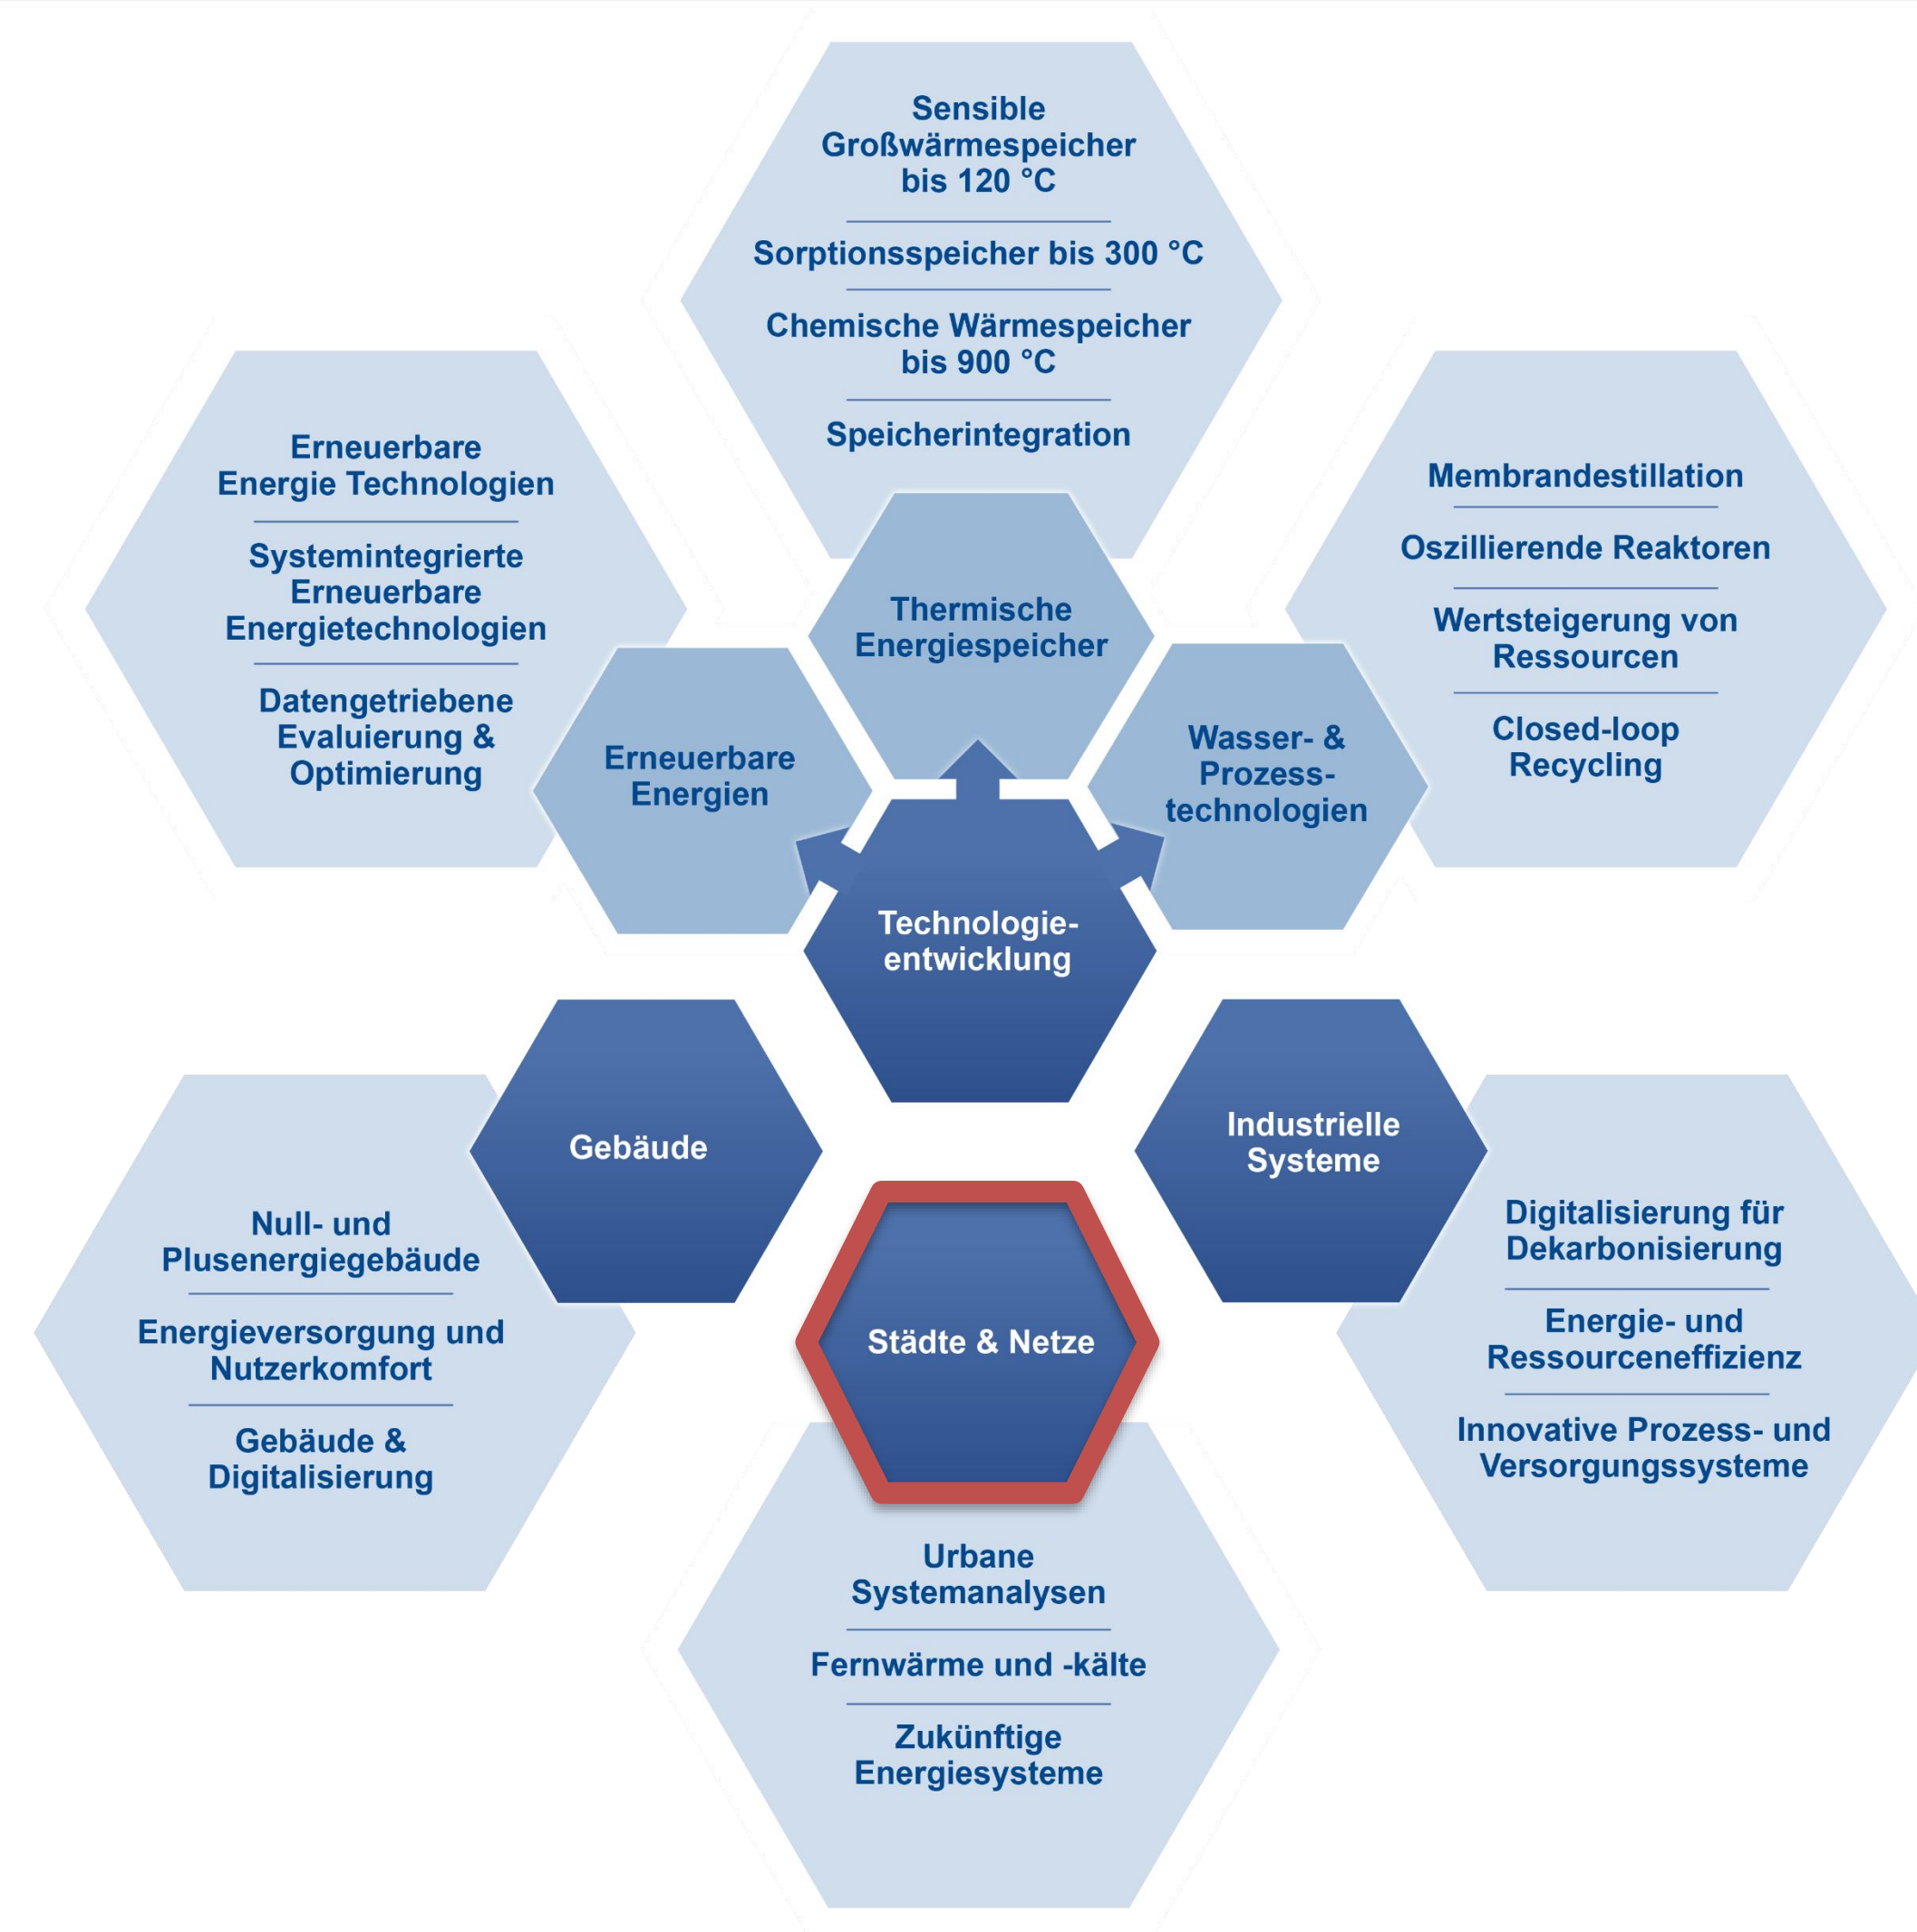 Sensible
Großwärmespeicher
bis 120 °C
Sorptionsspeicher bis 300 °C
Chemische Wärmespeicher
bis 900 °C
Speicherintegration
Erneuerbare
Energie Technologien
Systemintegrierte
Erneuerbare
Energietechnologien
Datengetriebene
Evaluierung &
Optimierung
Membrandestillation
Oszillierende Reaktoren
Wertsteigerung von
Ressourcen
Closed-loop
Recycling
Thermische
Energiespeicher
Erneuerbare
Energien
Wasser- &
Prozess-
technologien
Technologie-
entwicklung
Gebäude
Industrielle
Systeme
Städte & Netze
Null- und
Plusenergiegebäude
Energieversorgung und
Nutzerkomfort
Gebäude &
Digitalisierung
Digitalisierung für
Dekarbonisierung
Energie- und
Ressourceneffizienz
Innovative Prozess- und
Versorgungssysteme
Urbane
Systemanalysen
Fernwärme und -kälte
Zukünftige
Energiesysteme